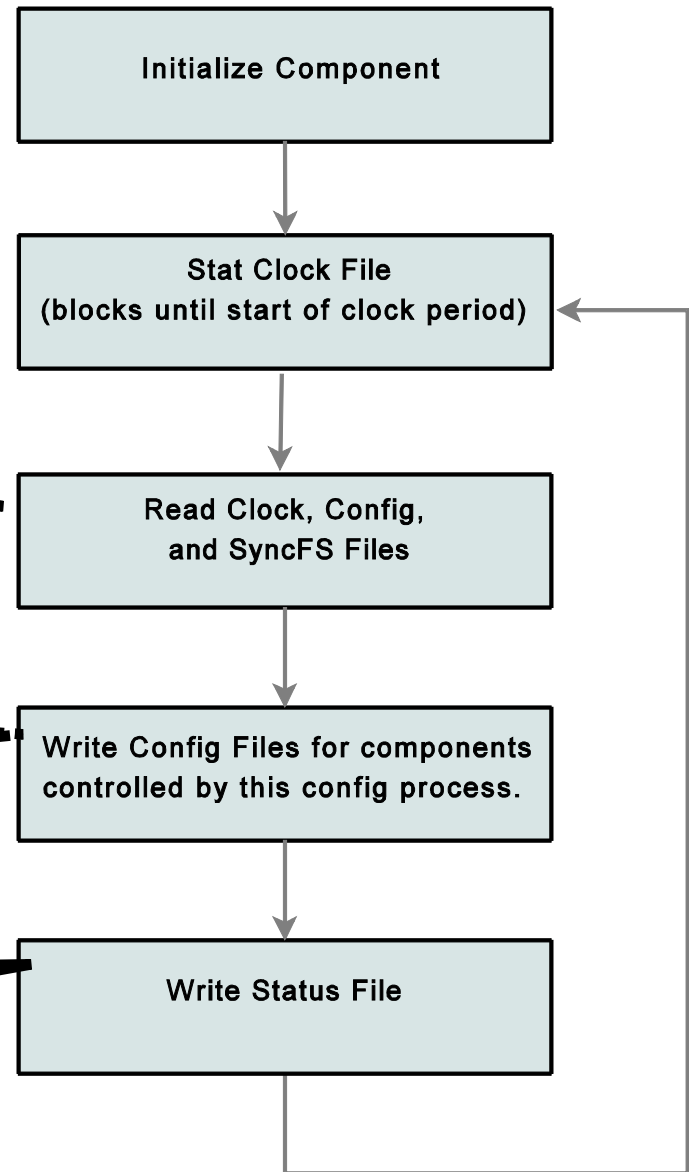 Initialize Component
Stat Clock File
(blocks until start of clock period)
Read Clock, Config,
and SyncFS Files
Write Config Files for components
controlled by this config process.
Write Status File